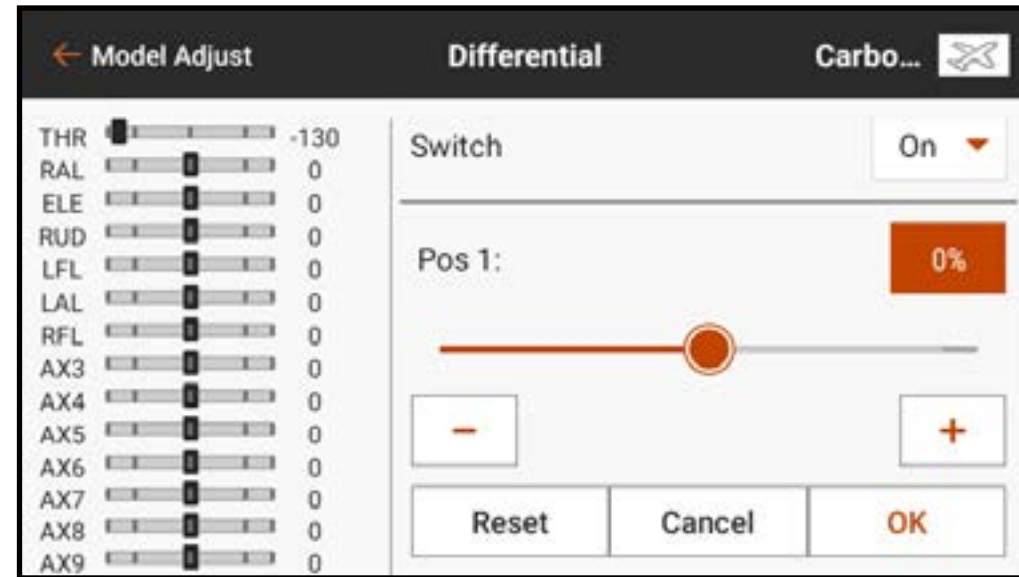 ← Model Adjust Differential Carbo...
THR -130
RAL 0
ELE 0
RUD 0
LFL 0
LAL 0
RFL 0
AX3 0
AX4 0
AX5 0
AX6 0
AX7 0
AX8 0
AX9 0
Switch On
Pos 1: 0%
− +
Reset Cancel OK